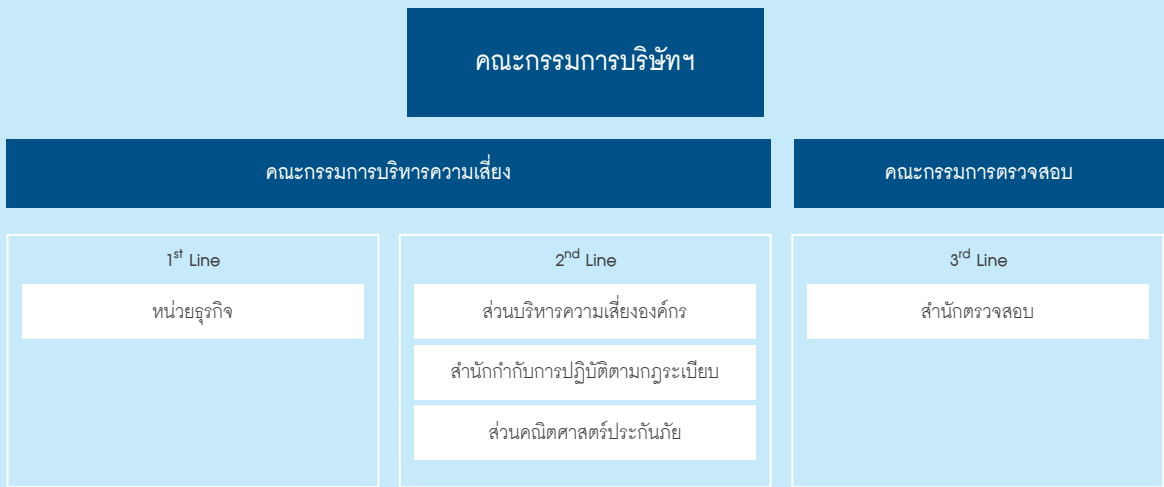 คณะกรรมการบริษัทฯ
คณะกรรมการบริหารความเสี่ยง
คณะกรรมการตรวจสอบ
1st Line
หน่วยธุรกิจ
2nd Line
ส่วนบริหารความเสี่ยงองค์กร
สำนักกำกับการปฏิบัติตามกฎระเบียบ
ส่วนคณิตศาสตร์ประกันภัย
3rd Line
สำนักตรวจสอบ